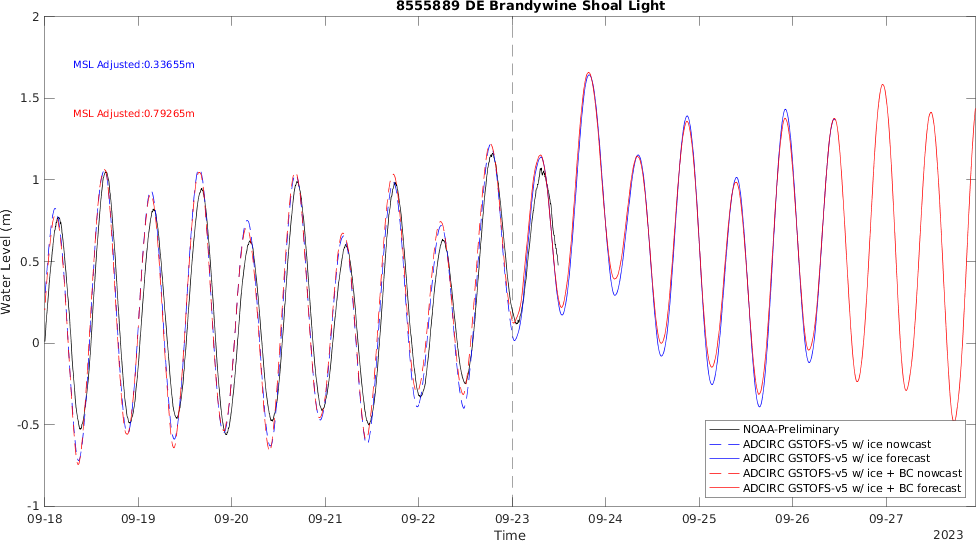 8555889 DE Brandywine Shoal Light
2
1.5
1
0.5
0
-0.5
-1
Water Level (m)
MSL Adjusted:0.33655m
MSL Adjusted:0.79265m
NOAA-Preliminary
ADCIRC GSTOFS-v5 w/ ice nowcast
ADCIRC GSTOFS-v5 w/ ice forecast
ADCIRC GSTOFS-v5 w/ ice + BC nowcast
ADCIRC GSTOFS-v5 w/ ice + BC forecast
09-18 09-19 09-20 09-21 09-22 09-23 09-24 09-25 09-26 09-27
Time
2023